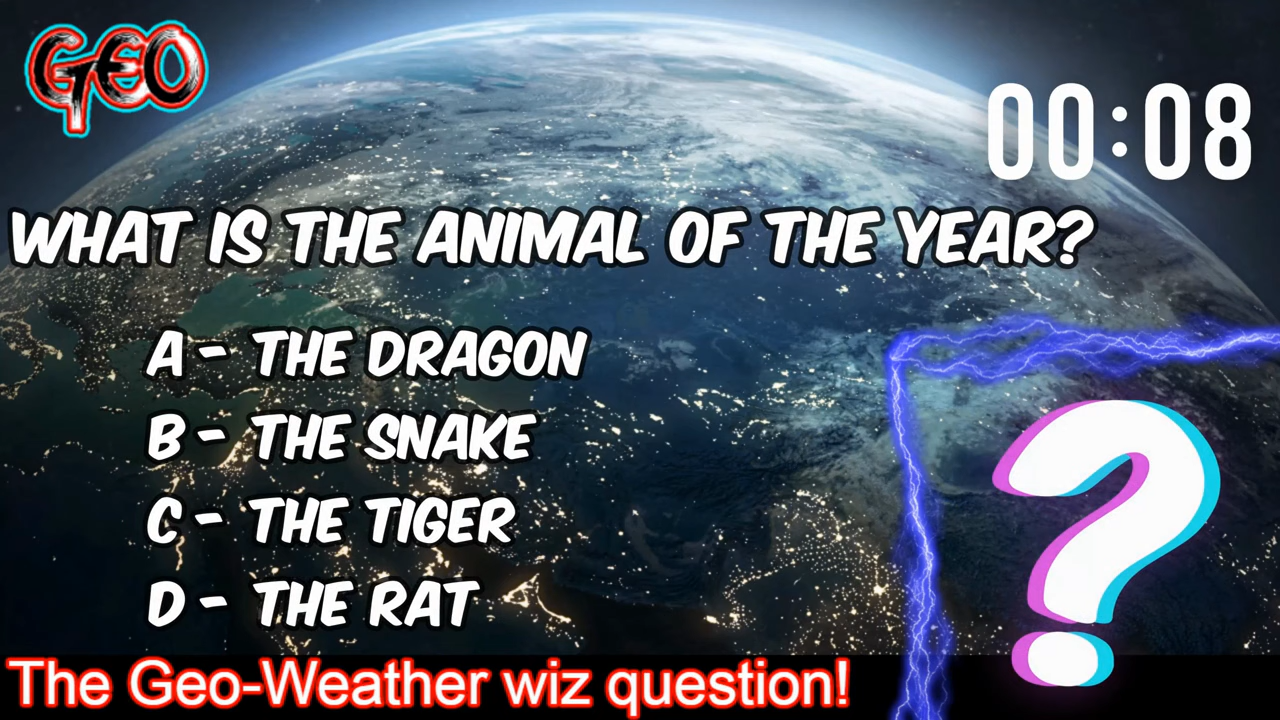 GEO
00:08
WHAT IS THE ANIMAL OF THE YEAR?
A - THE DRAGON
B - THE SNAKE
C - THE TIGER
D - THE RAT
?
The Geo-Weather wiz question!